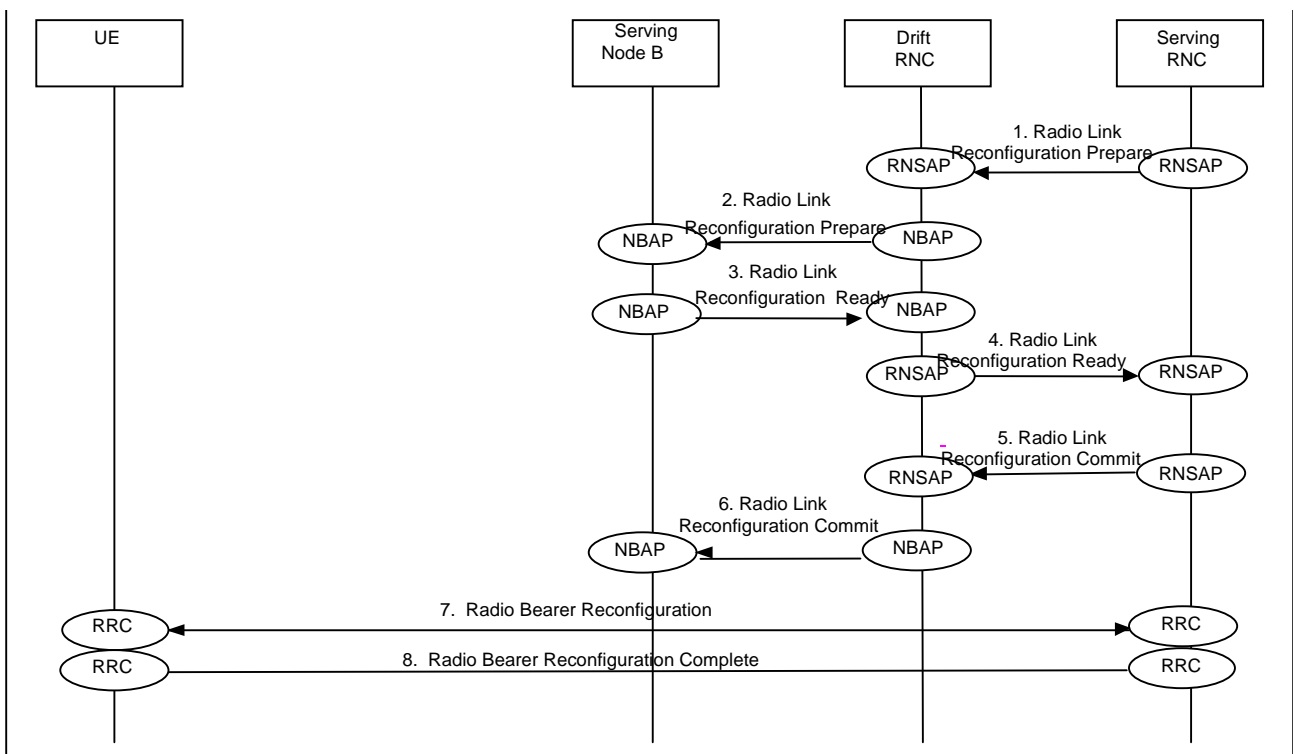 UE
Serving
Node B
Drift
RNC
Serving
RNC
1. Radio Link
Reconfiguration Prepare
RNSAP
RNSAP
2. Radio Link
Reconfiguration Prepare
NBAP
NBAP
3. Radio Link
Reconfiguration Ready
NBAP
NBAP
4. Radio Link
Reconfiguration Ready
RNSAP
RNSAP
5. Radio Link
Reconfiguration Commit
RNSAP
RNSAP
6. Radio Link
Reconfiguration Commit
NBAP
NBAP
7. Radio Bearer Reconfiguration
RRC
RRC
8. Radio Bearer Reconfiguration Complete
RRC
RRC